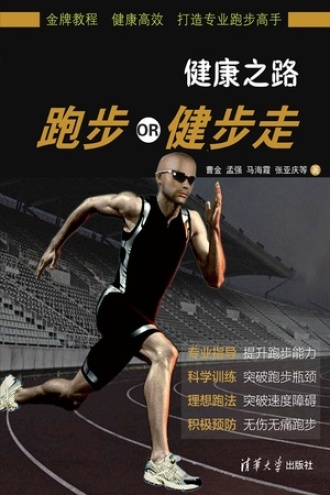 金牌教程 健康高效 打造专业跑步高手
健康之路
跑步 OR 健步走
曹金 孟强 马海霞 张亚庆等 著
专业指导 提升跑步能力
科学训练 突破跑步瓶颈
理想跑法 突破速度障碍
积极预防 无伤无痛跑步
清华大学出版社